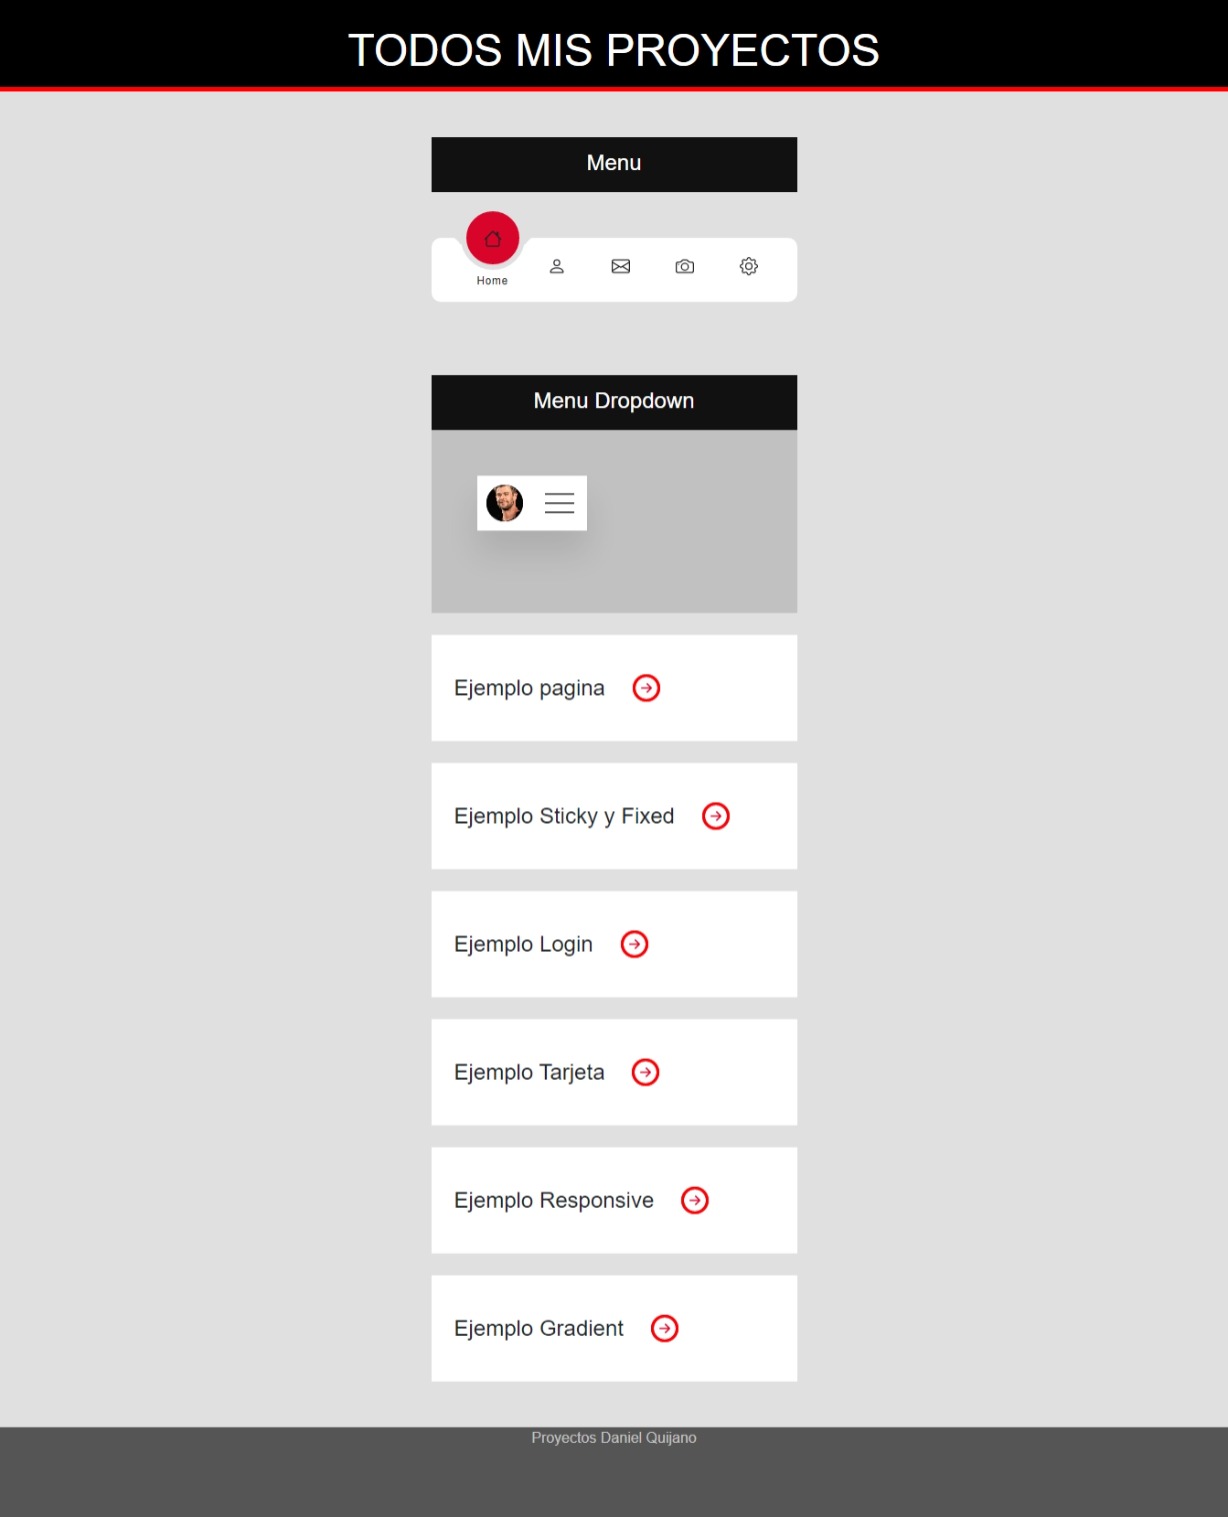 TODOS MIS PROYECTOS
Menu
Home
Menu Dropdown
Ejemplo pagina
Ejemplo Sticky y Fixed
Ejemplo Login
Ejemplo Tarjeta
Ejemplo Responsive
Ejemplo Gradient
Proyectos Daniel Quijano